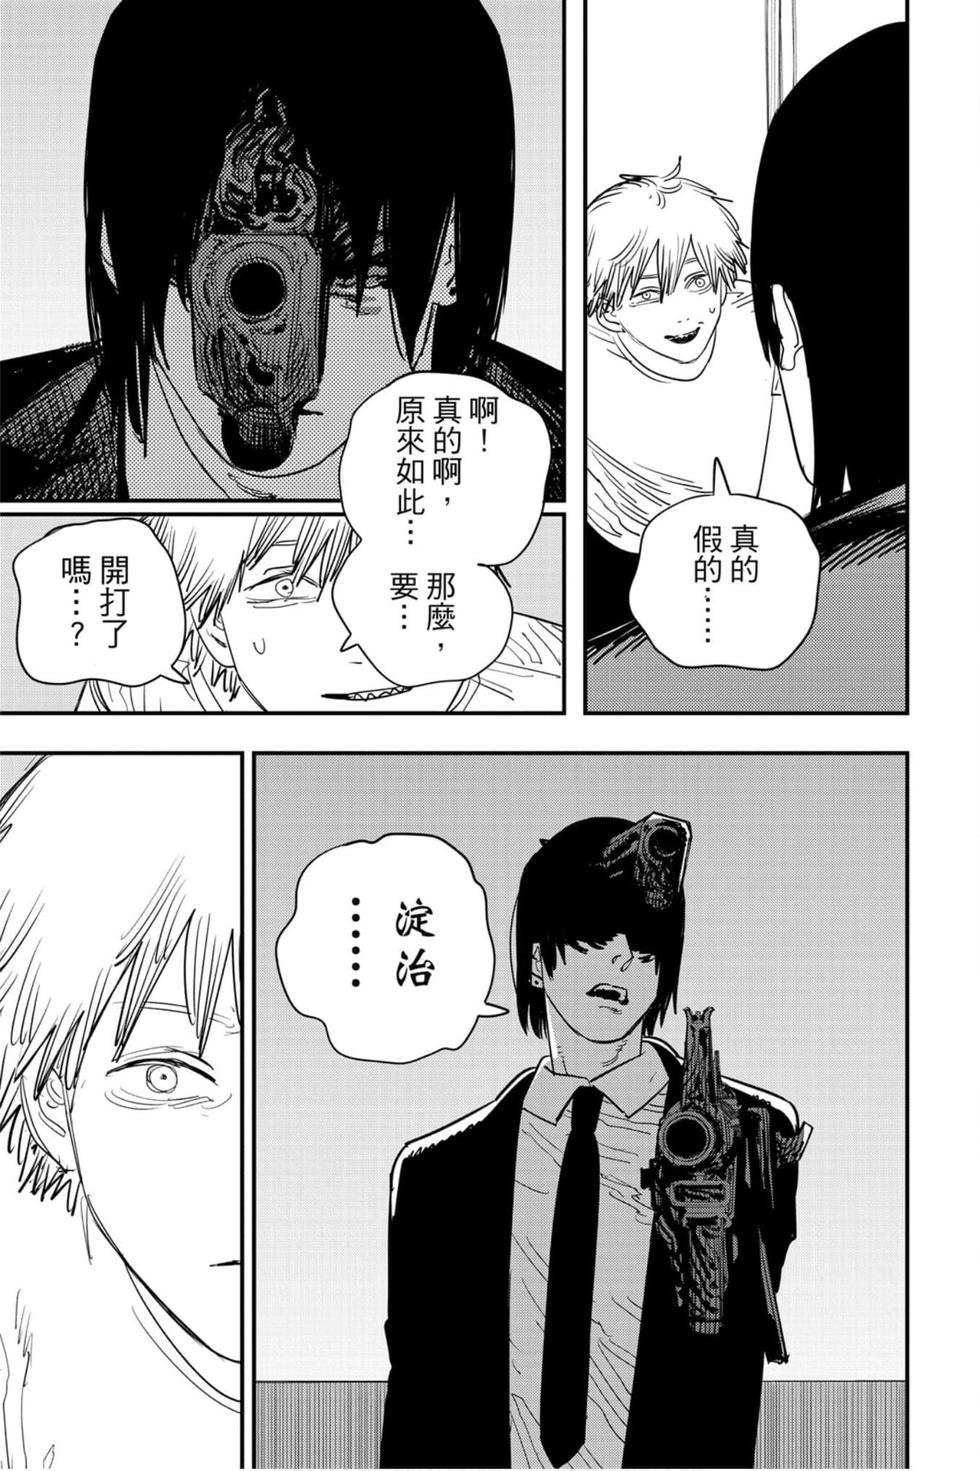 真的
假的……
啊！
真的啊，
原來如此…
那麼，
要…
開打了
嗎…？
淀治
……